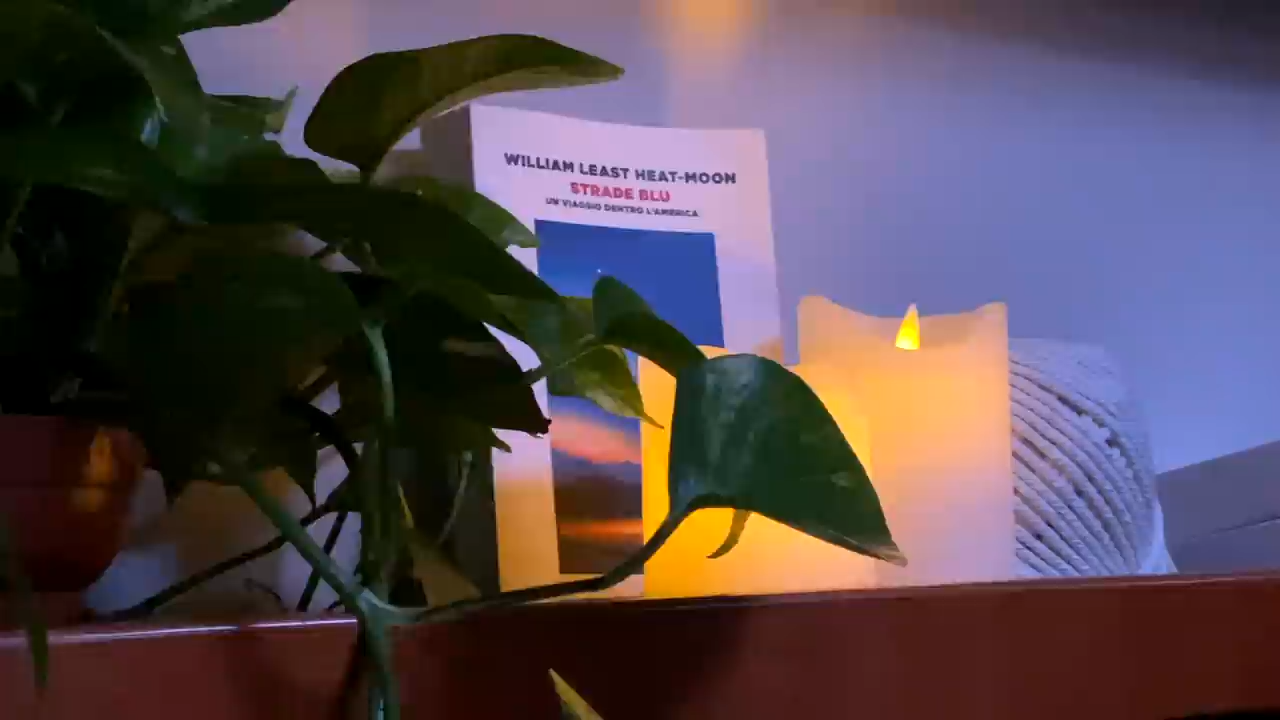 WILLIAM LEAST HEAT-MOON
STRADE BLU
UN VIAGGIO DENTRO L'AMERICA